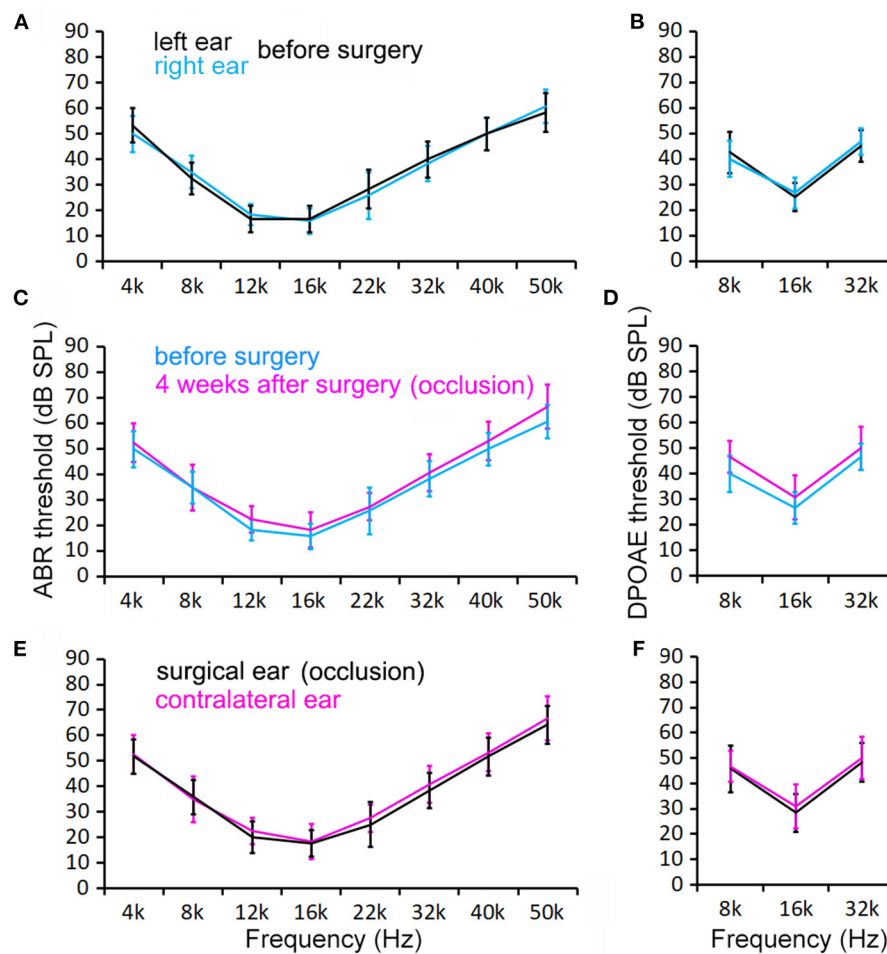 A
90
80
70
60
50
40
30
20
10
0
left ear
right ear
before surgery
4k 8k 12k 16k 22k 32k 40k 50k
B
90
80
70
60
50
40
30
20
10
0
8k 16k 32k
C
ABR threshold (dB SPL)
90
80
70
60
50
40
30
20
10
0
before surgery
4 weeks after surgery (occlusion)
4k 8k 12k 16k 22k 32k 40k 50k
D
DPOAE threshold (dB SPL)
90
80
70
60
50
40
30
20
10
0
8k 16k 32k
E
90
80
70
60
50
40
30
20
10
0
surgical ear (occlusion)
contralateral ear
4k 8k 12k 16k 22k 32k 40k 50k
Frequency (Hz)
F
90
80
70
60
50
40
30
20
10
0
8k 16k 32k
Frequency (Hz)